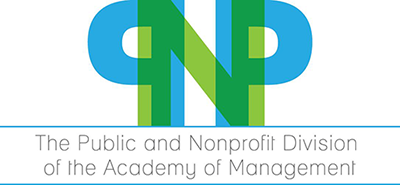 PNP
The Public and Nonprofit Division
of the Academy of Management